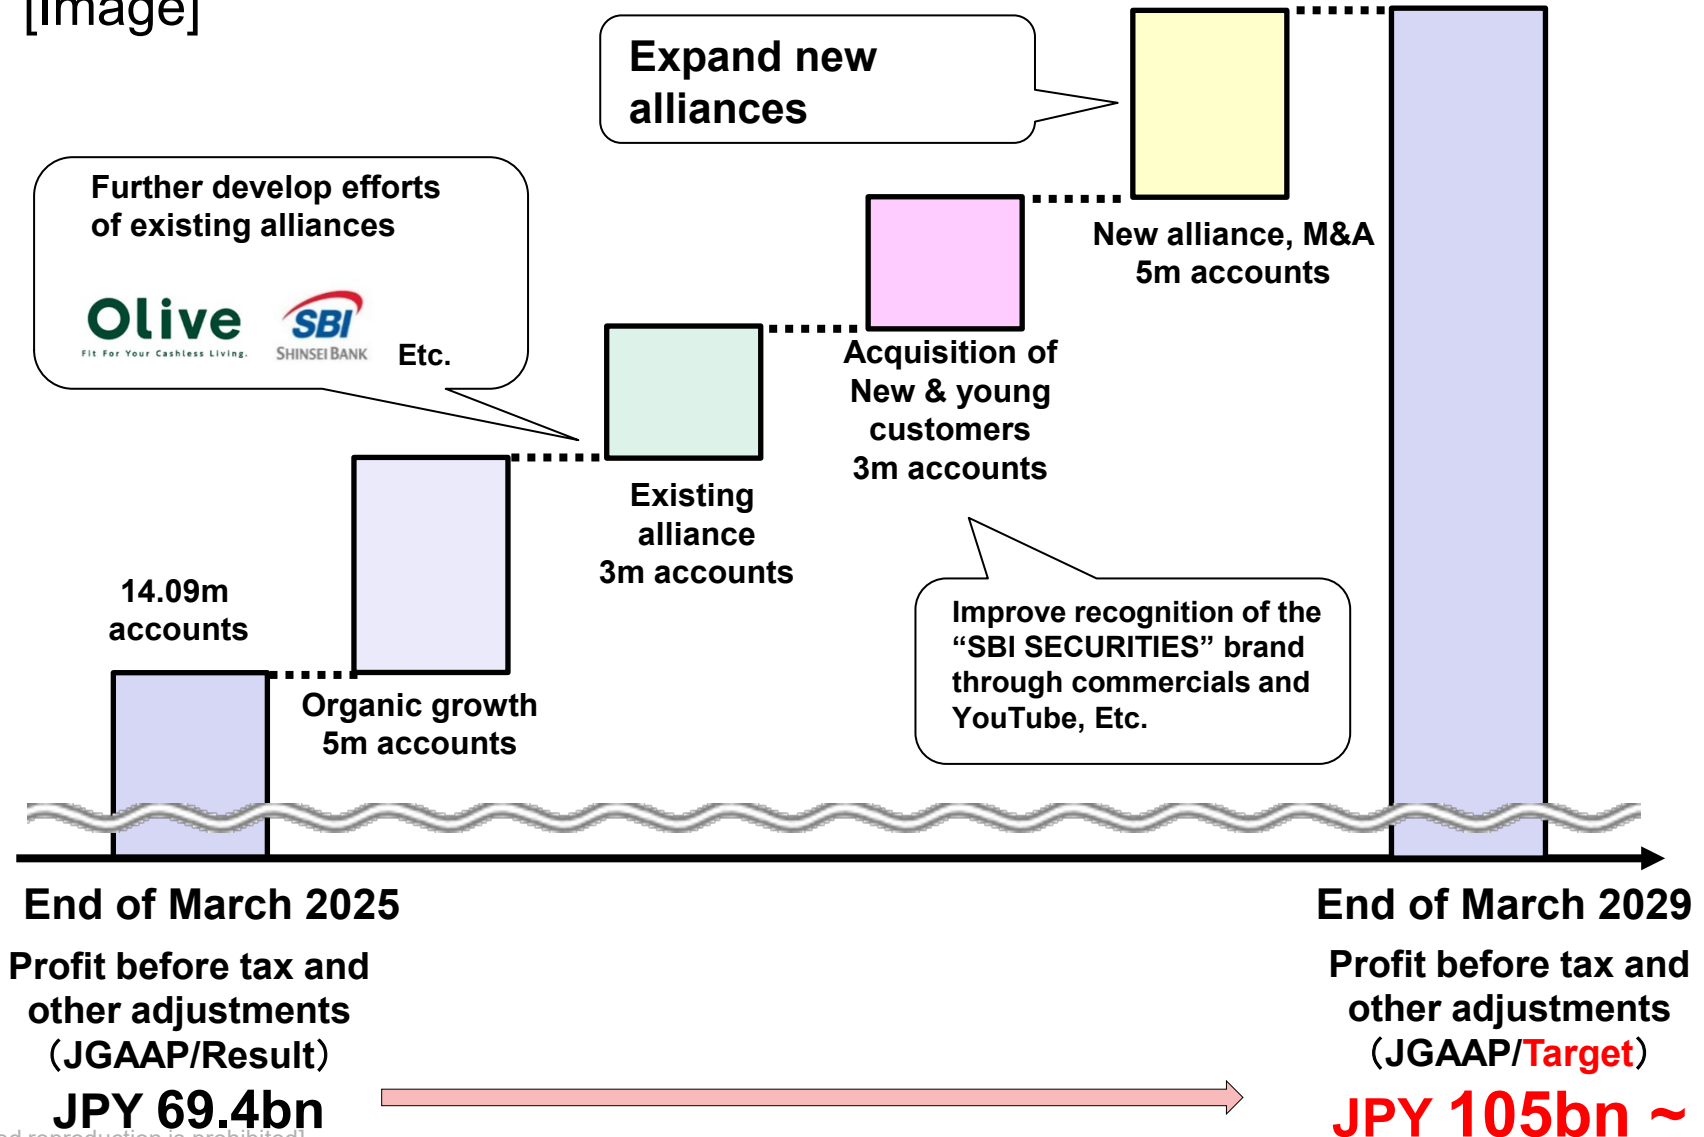 [Image]
Expand new
alliances
Further develop efforts
of existing alliances
Olive
Fit For Your Cashless Living.
SBI
SHINSEI BANK
Etc.
New alliance, M&A
5m accounts
Acquisition of
New & young
customers
3m accounts
Existing
alliance
3m accounts
14.09m
accounts
Organic growth
5m accounts
Improve recognition of the
“SBI SECURITIES” brand
through commercials and
YouTube, Etc.
End of March 2025
Profit before tax and
other adjustments
（JGAAP/Result）
JPY 69.4bn
End of March 2029
Profit before tax and
other adjustments
（JGAAP/Target）
JPY 105bn ~
reproduction is prohibited]